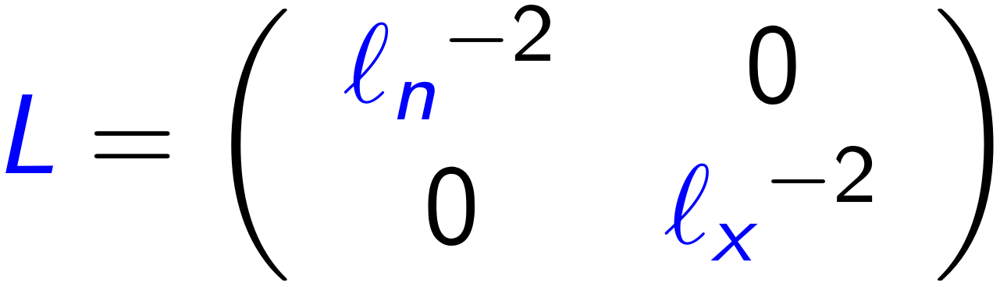 L = ( ℓₙ⁻² 0
0 ℓₓ⁻² )